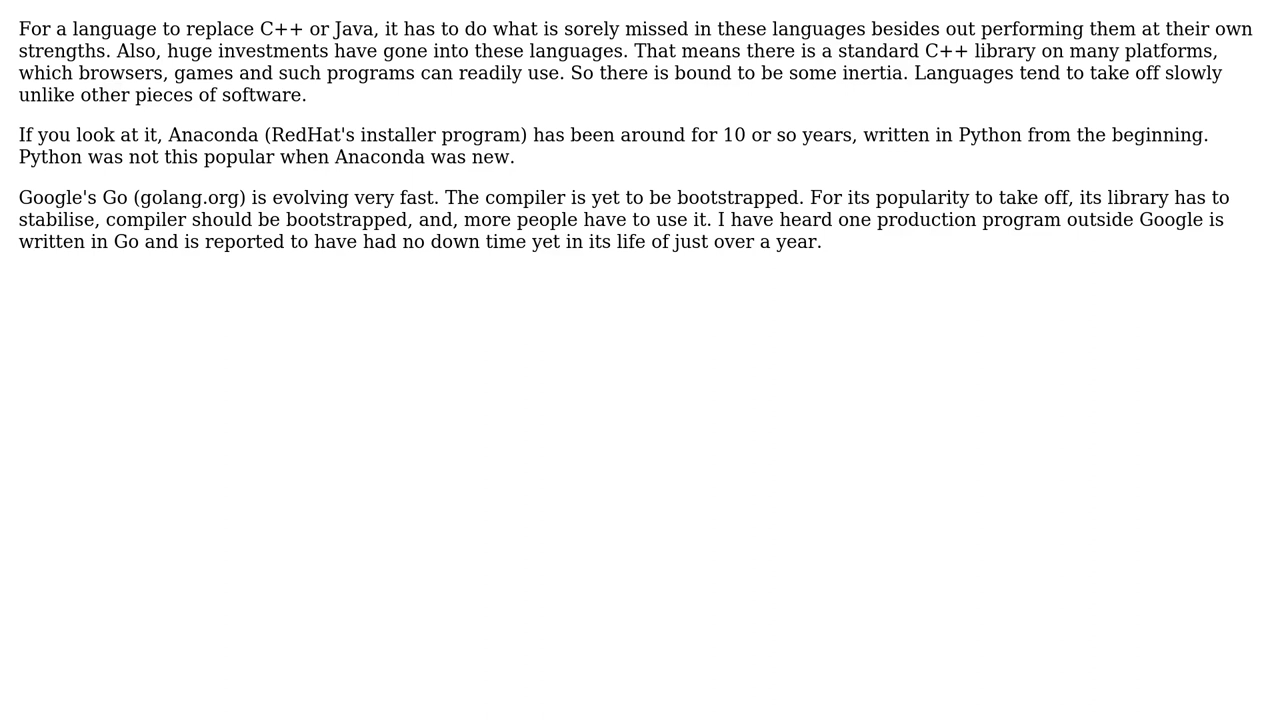 For a language to replace C++ or Java, it has to do what is sorely missed in these languages besides out performing them at their own
strengths. Also, huge investments have gone into these languages. That means there is a standard C++ library on many platforms,
which browsers, games and such programs can readily use. So there is bound to be some inertia. Languages tend to take off slowly
unlike other pieces of software.
If you look at it, Anaconda (RedHat's installer program) has been around for 10 or so years, written in Python from the beginning.
Python was not this popular when Anaconda was new.
Google's Go (golang.org) is evolving very fast. The compiler is yet to be bootstrapped. For its popularity to take off, its library has to
stabilise, compiler should be bootstrapped, and, more people have to use it. I have heard one production program outside Google is
written in Go and is reported to have had no down time yet in its life of just over a year.